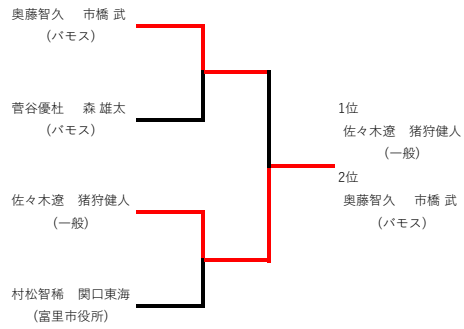 奥藤智久　市橋 武
(バモス)
菅谷優杜　森 雄太
(バモス)
佐々木遼　猪狩健人
(一般)
村松智稀　関口東海
(富里市役所)
1位
佐々木遼　猪狩健人
(一般)
2位
奥藤智久　市橋 武
(バモス)